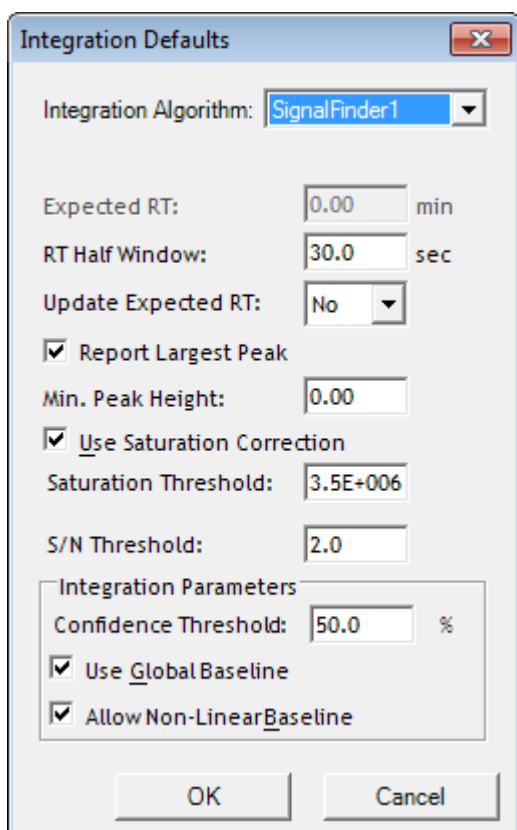 Integration Defaults
Integration Algorithm: SignalFinder1
Expected RT: 0.00 min
RT Half Window: 30.0 sec
Update Expected RT: No
Report Largest Peak
Min. Peak Height: 0.00
Use Saturation Correction
Saturation Threshold: 3.5E+006
S/N Threshold: 2.0
Integration Parameters
Confidence Threshold: 50.0 %
Use Global Baseline
Allow Non-Linear Baseline
OK Cancel